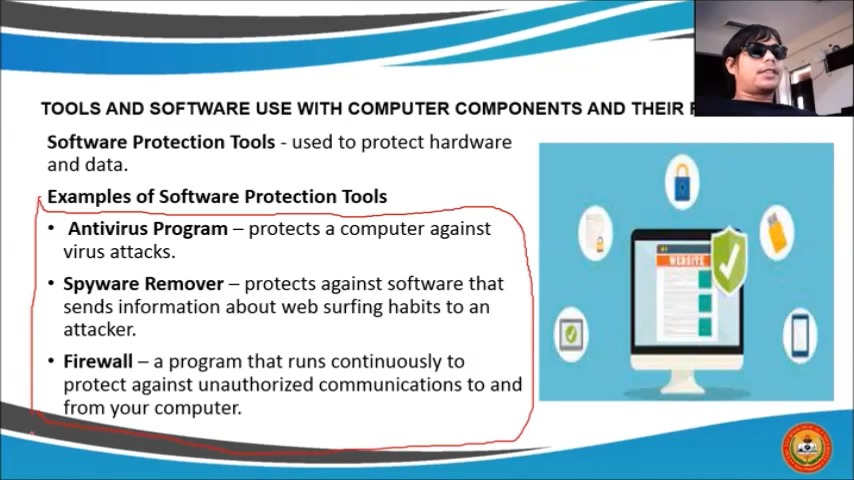 TOOLS AND SOFTWARE USE WITH COMPUTER COMPONENTS AND THEIR
Software Protection Tools - used to protect hardware
and data.
Examples of Software Protection Tools
• Antivirus Program – protects a computer against
virus attacks.
• Spyware Remover – protects against software that
sends information about web surfing habits to an
attacker.
• Firewall – a program that runs continuously to
protect against unauthorized communications to and
from your computer.
WEBSITE